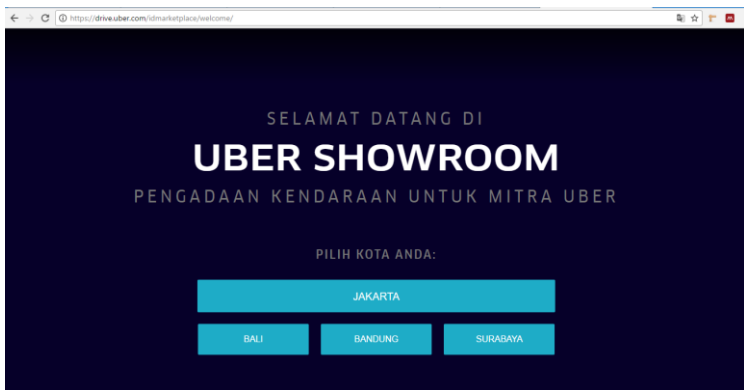 https://drive.uber.com/idmarketplace/welcome/
SELAMAT DATANG DI
UBER SHOWROOM
PENGADAAN KENDARAAN UNTUK MITRA UBER
PILIH KOTA ANDA:
JAKARTA
BALI BANDUNG SURABAYA